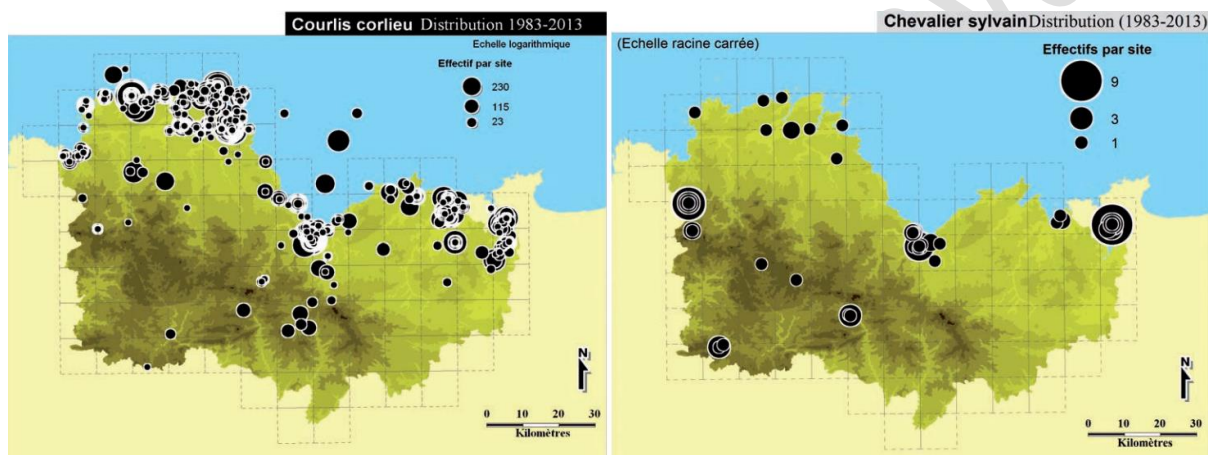 Courlis corlieu Distribution 1983-2013
Echelle logarithmique
Effectif par site
230
115
23
N
0 10 20 30
Kilomètres
Chevalier sylvain Distribution (1983-2013)
(Echelle racine carrée)
Effectifs par site
9
3
1
N
0 10 20 30
Kilomètres